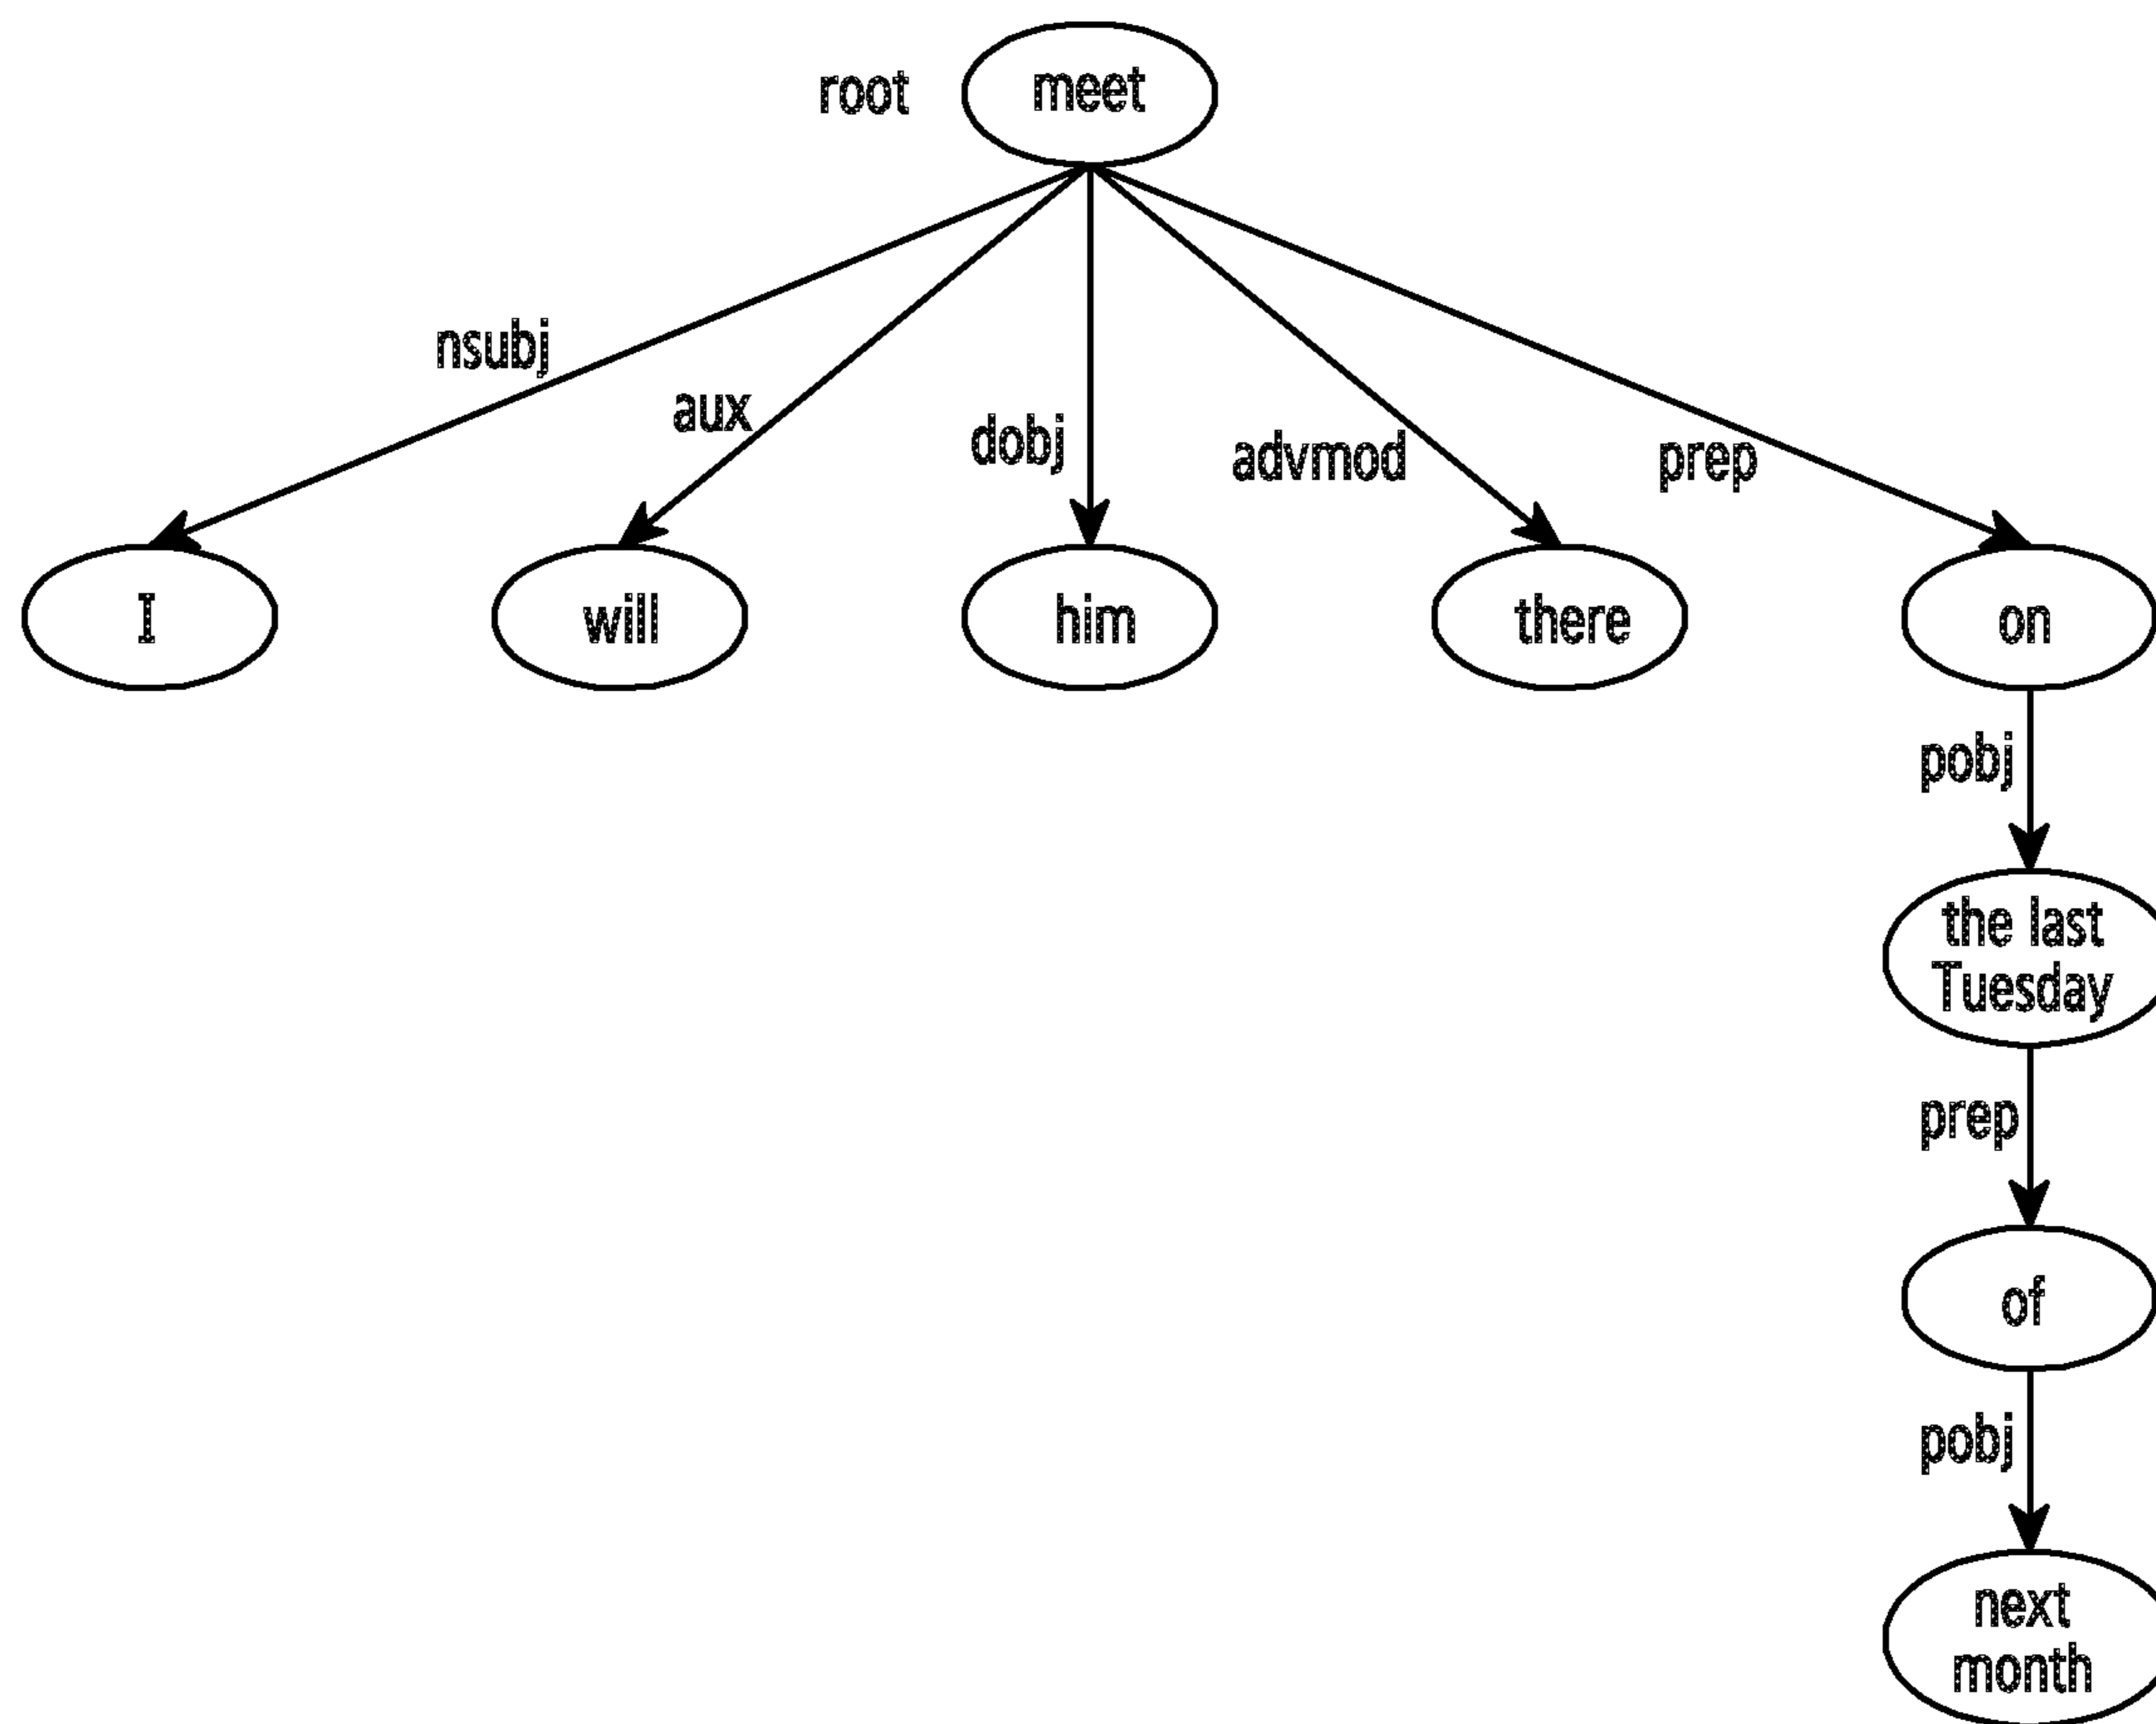 root meet
nsubj
aux
dobj
advmod
prep
I
will
him
there
on
pobj
the last
Tuesday
prep
of
pobj
next
month